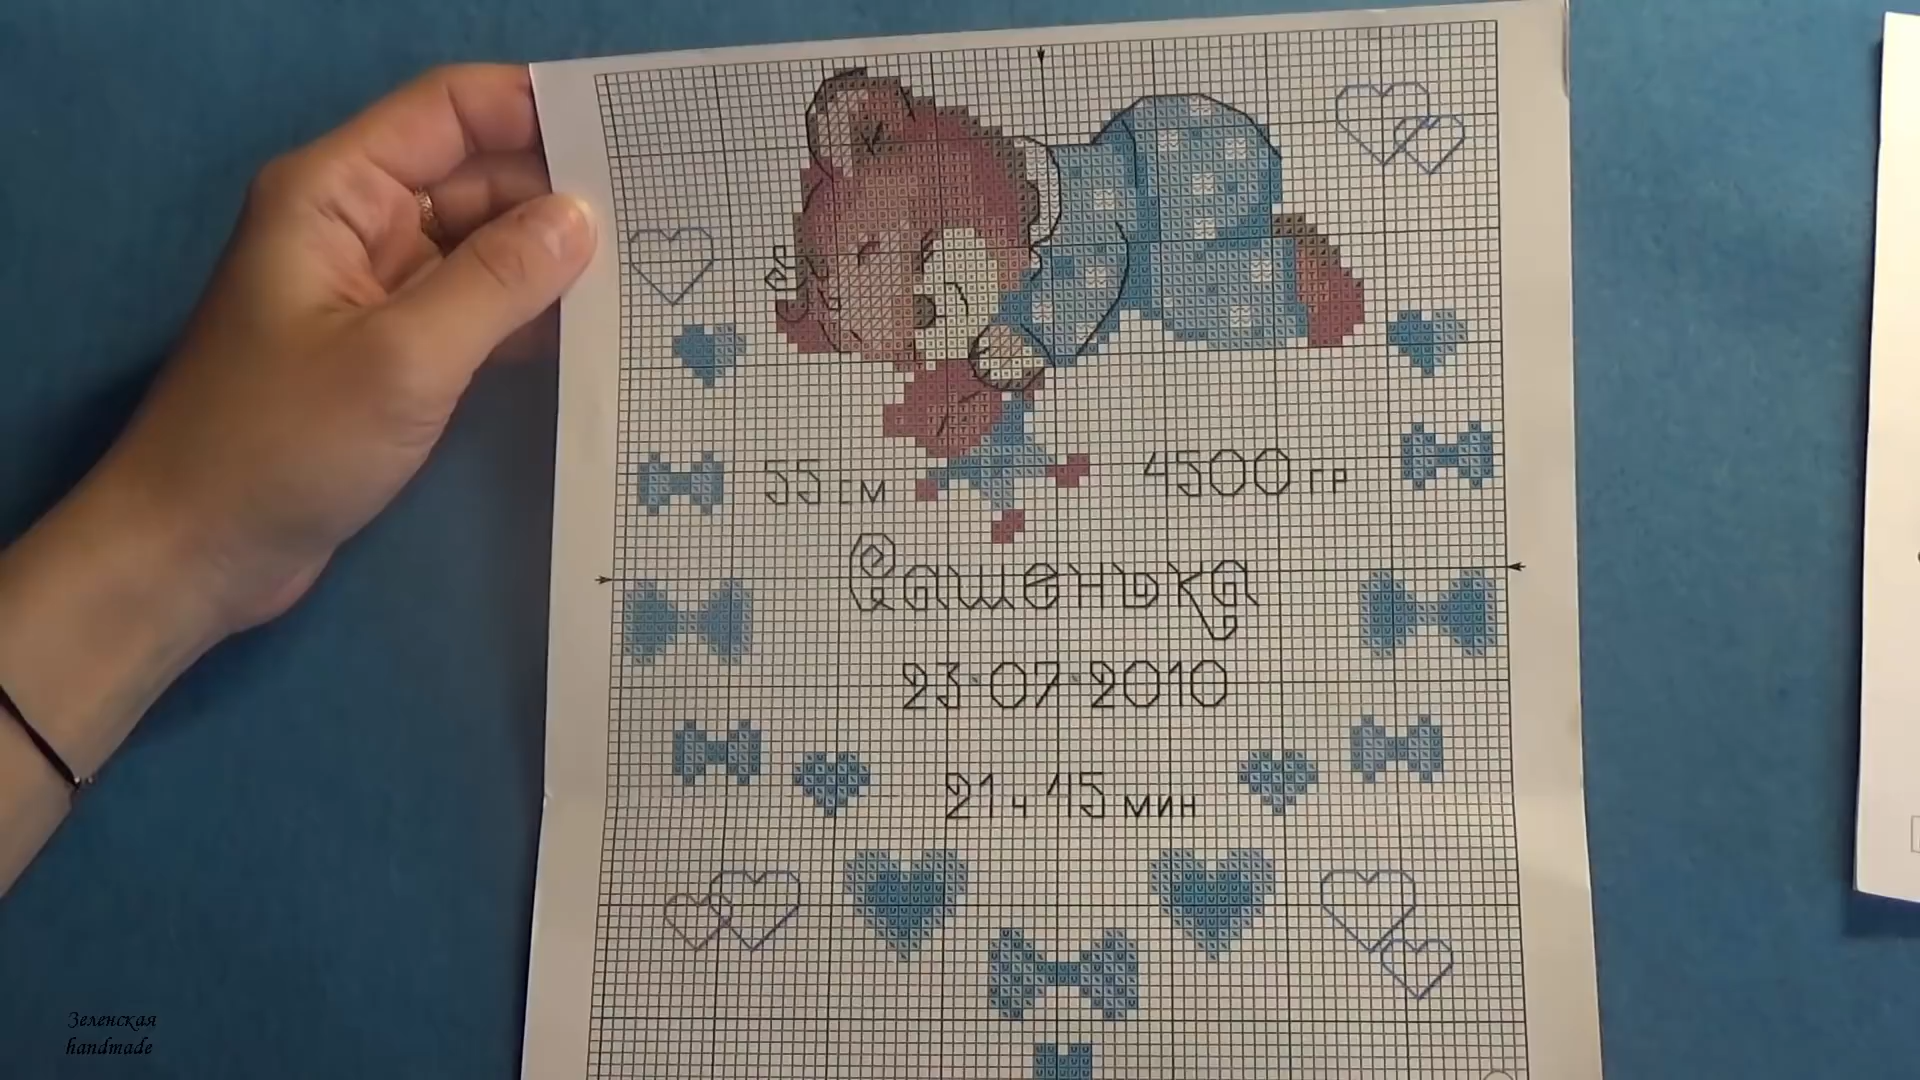 55 см 4500 гр
Сашенька
23·07·2010
21 ч 15 мин
Зеленская
handmade